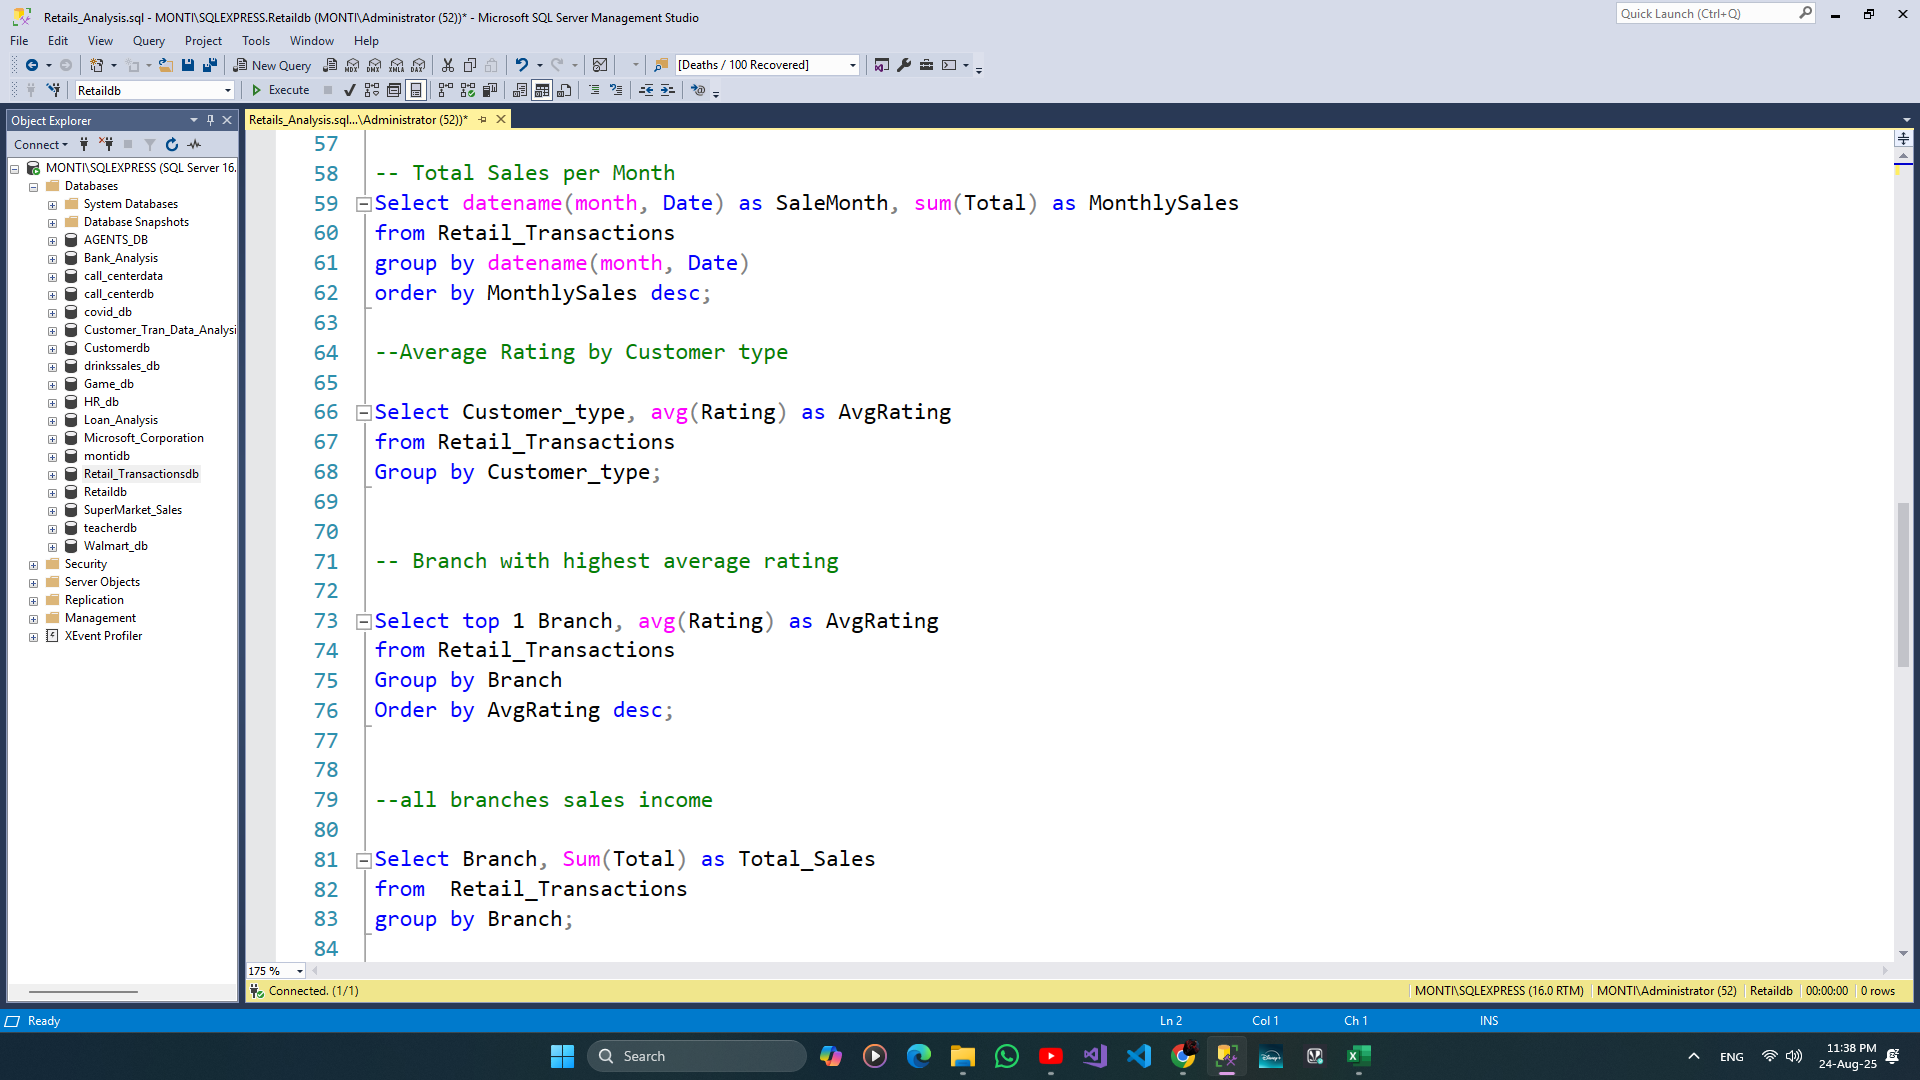 Retails_Analysis.sql - MONTI\SQLEXPRESS.Retaildb (MONTI\Administrator (52))* - Microsoft SQL Server Management Studio
Quick Launch (Ctrl+Q)
File Edit View Query Project Tools Window Help
New Query
[Deaths / 100 Recovered]
Retaildb
Execute
Object Explorer
Connect
MONTI\SQLEXPRESS (SQL Server 16.
Databases
System Databases
Database Snapshots
AGENTS_DB
Bank_Analysis
call_centerdata
call_centerdb
covid_db
Customer_Tran_Data_Analysi
Customerdb
drinkssales_db
Game_db
HR_db
Loan_Analysis
Microsoft_Corporation
montidb
Retail_Transactionsdb
Retaildb
SuperMarket_Sales
teacherdb
Walmart_db
Security
Server Objects
Replication
Management
XEvent Profiler
Retails_Analysis.sql...\Administrator (52))*
57
58 -- Total Sales per Month
59 Select datename(month, Date) as SaleMonth, sum(Total) as MonthlySales
60 from Retail_Transactions
61 group by datename(month, Date)
62 order by MonthlySales desc;
63
64 --Average Rating by Customer type
65
66 Select Customer_type, avg(Rating) as AvgRating
67 from Retail_Transactions
68 Group by Customer_type;
69
70
71 -- Branch with highest average rating
72
73 Select top 1 Branch, avg(Rating) as AvgRating
74 from Retail_Transactions
75 Group by Branch
76 Order by AvgRating desc;
77
78
79 --all branches sales income
80
81 Select Branch, Sum(Total) as Total_Sales
82 from  Retail_Transactions
83 group by Branch;
84
175 %
Connected. (1/1)
MONTI\SQLEXPRESS (16.0 RTM) MONTI\Administrator (52) Retaildb 00:00:00 0 rows
Ready
Ln 2 Col 1 Ch 1 INS
Search
ENG
11:38 PM
24-Aug-25